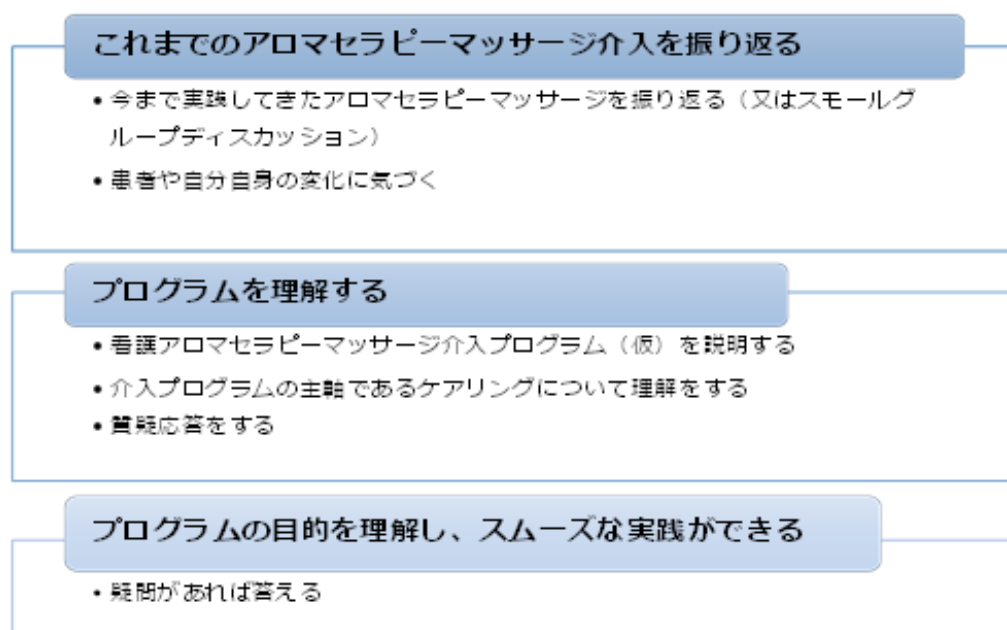 これまでのアロマセラピーマッサージ介入を振り返る
• 今まで実践してきたアロマセラピーマッサージを振り返る（又はスモールグ
ループディスカッション）
• 患者や自分自身の変化に気づく
プログラムを理解する
• 看護アロマセラピーマッサージ介入プログラム（仮）を説明する
• 介入プログラムの主軸であるケアリングについて理解をする
• 質疑応答をする
プログラムの目的を理解し、スムーズな実践ができる
• 疑問があれば答える